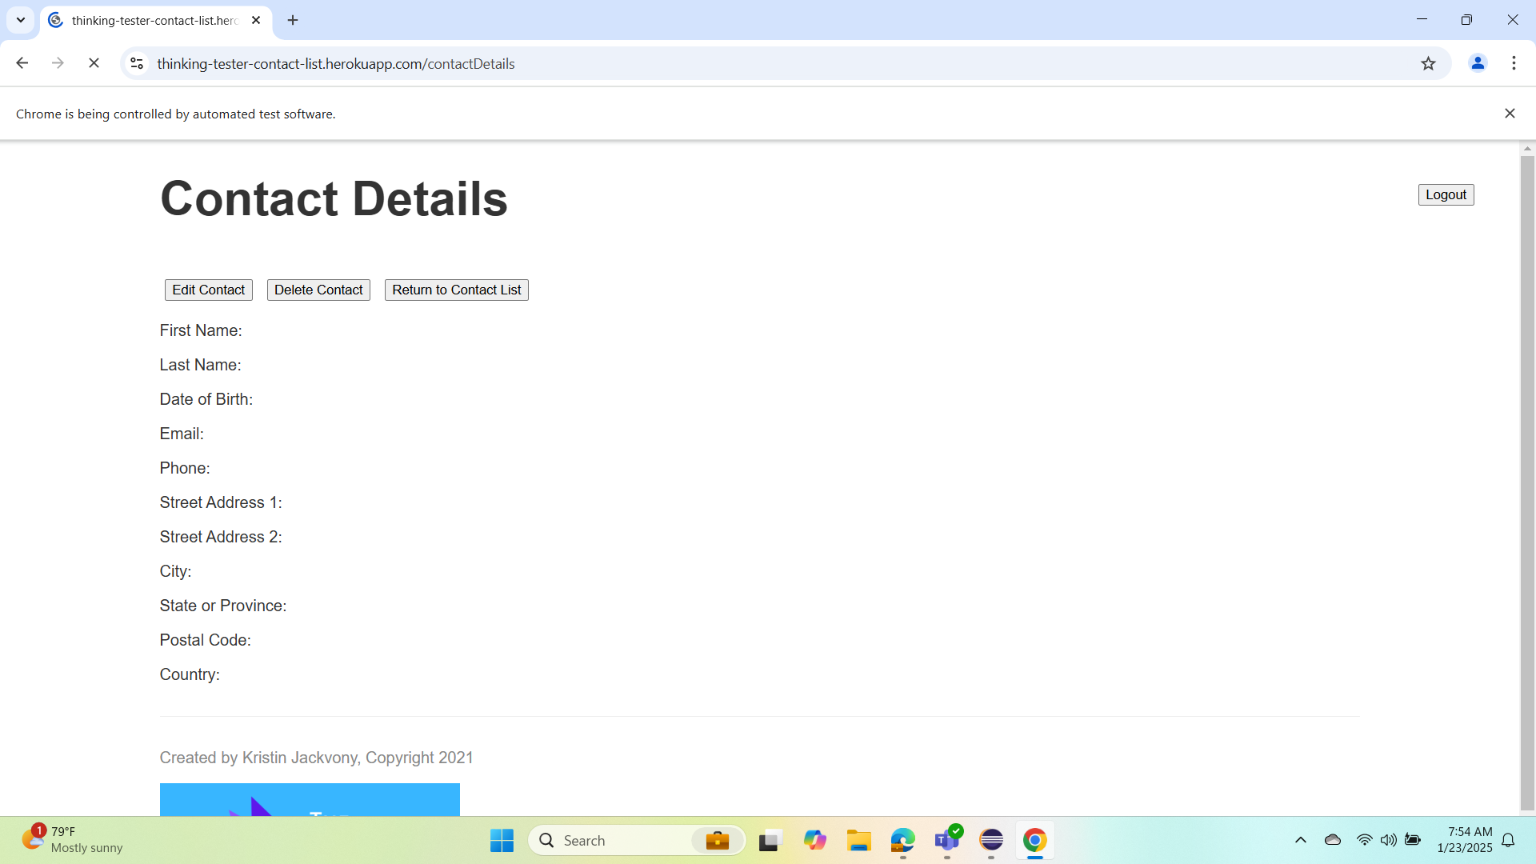 thinking-tester-contact-list.herc
thinking-tester-contact-list.herokuapp.com/contactDetails
Chrome is being controlled by automated test software.
Contact Details
Logout
Edit Contact
Delete Contact
Return to Contact List
First Name:
Last Name:
Date of Birth:
Email:
Phone:
Street Address 1:
Street Address 2:
City:
State or Province:
Postal Code:
Country:
Created by Kristin Jackvony, Copyright 2021
1
79°F
Mostly sunny
Search
7:54 AM
1/23/2025